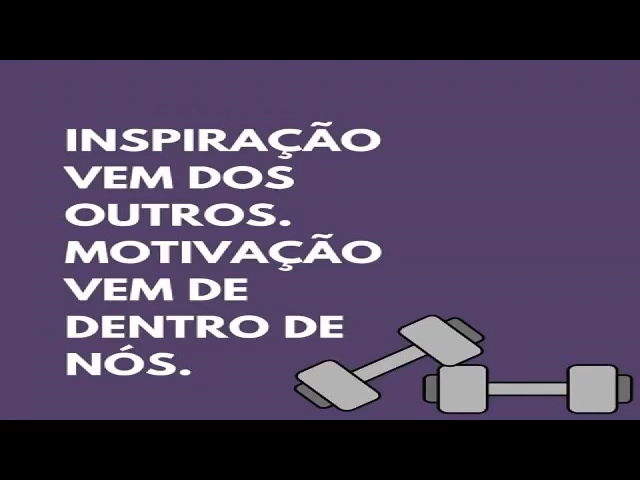 INSPIRAÇÃO
VEM DOS
OUTROS.
MOTIVAÇÃO
VEM DE
DENTRO DE
NÓS.